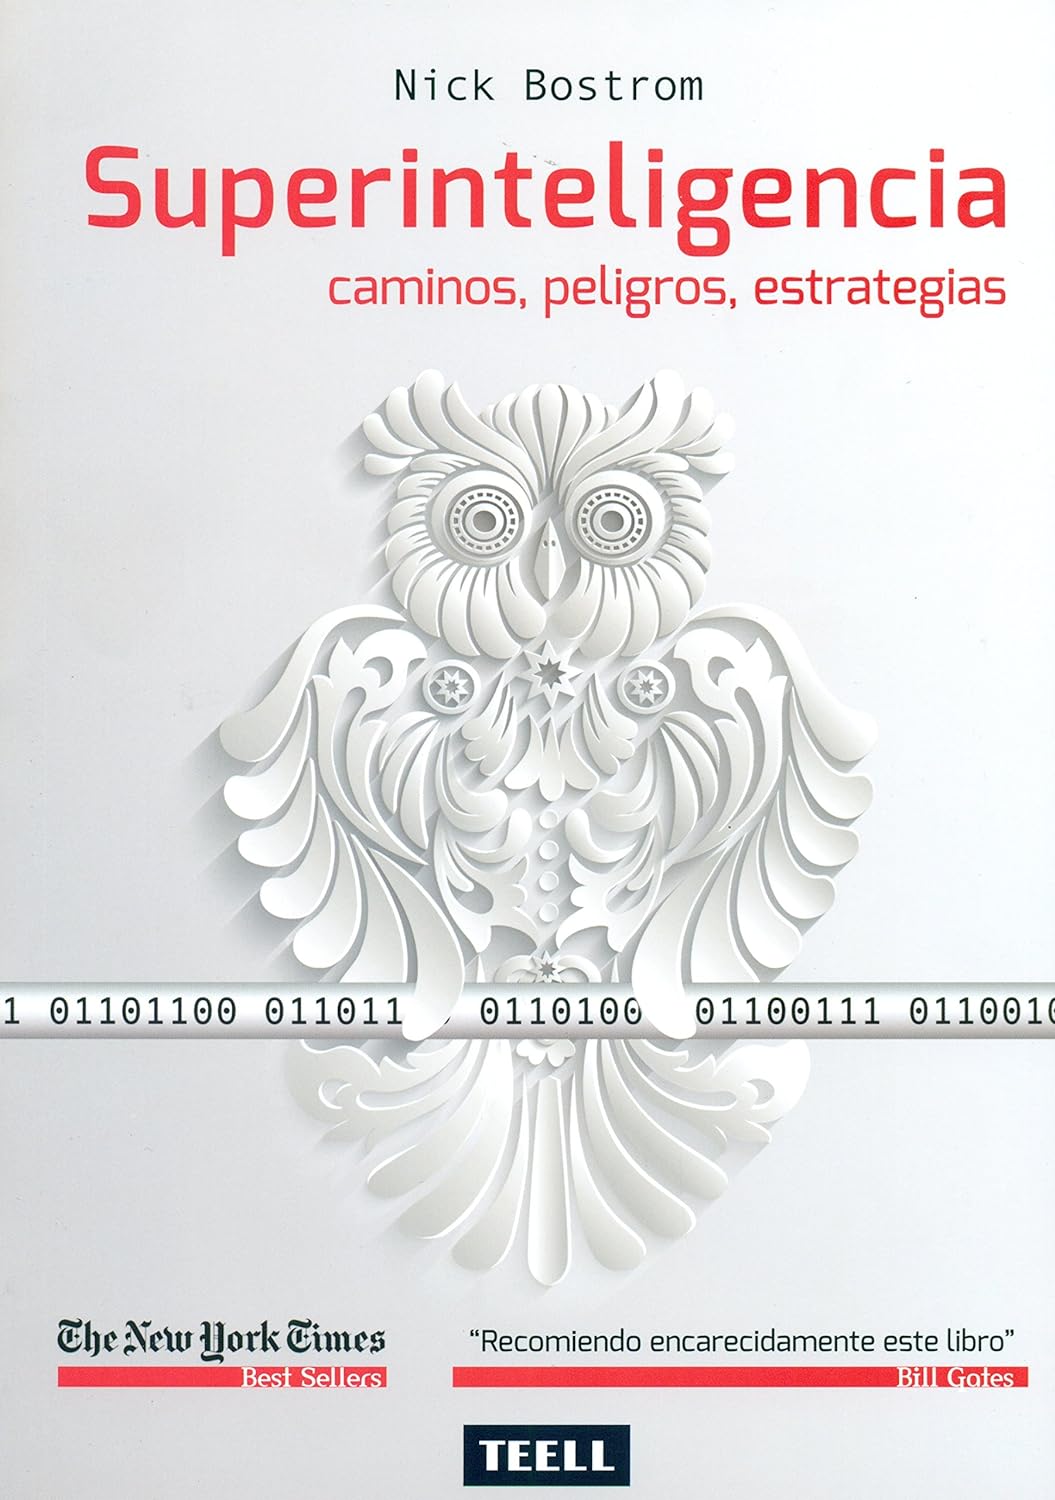 Nick Bostrom
Superinteligencia
caminos, peligros, estrategias
1 01101100 011011 0110100 01100111 0110010
The New York Times
Best Sellers
“Recomiendo encarecidamente este libro”
Bill Gates
TEELL